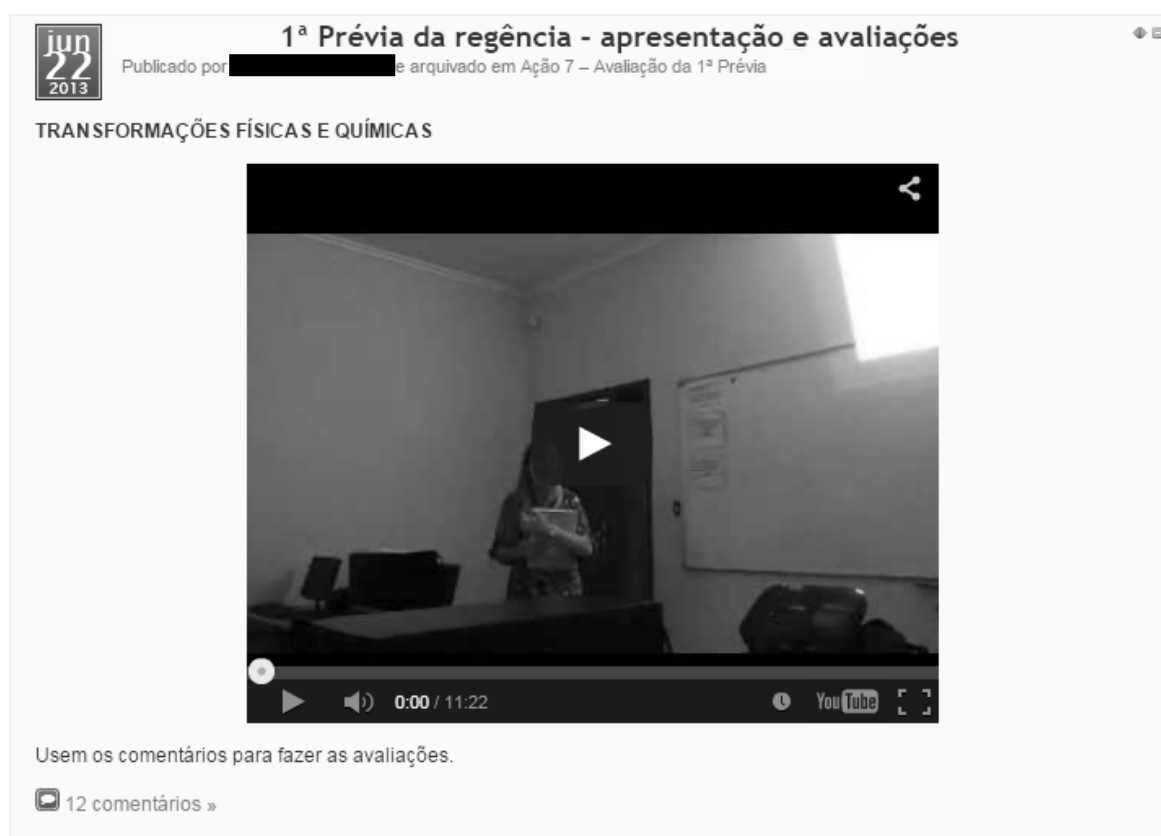 jun
22
2013
1ª Prévia da regência - apresentação e avaliações
Publicado por e arquivado em Ação 7 – Avaliação da 1ª Prévia
TRANSFORMAÇÕES FÍSICAS E QUÍMICAS
0:00 / 11:22
YouTube
Usem os comentários para fazer as avaliações.
12 comentários »